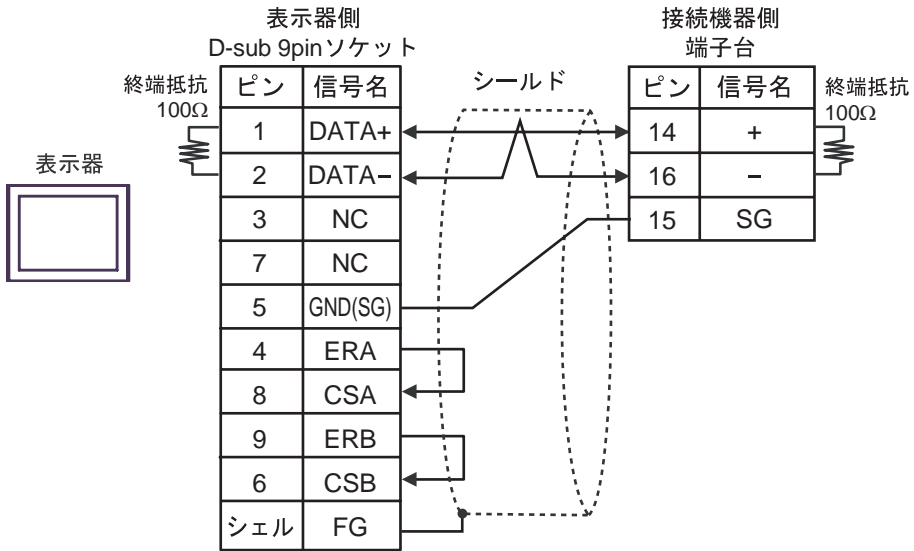 表示器側
D-sub 9pinソケット
接続機器側
端子台
終端抵抗
100Ω
シールド
終端抵抗
100Ω
表示器
ピン 信号名
1 DATA+
2 DATA−
3 NC
7 NC
5 GND(SG)
4 ERA
8 CSA
9 ERB
6 CSB
シェル FG
ピン 信号名
14 +
16 −
15 SG